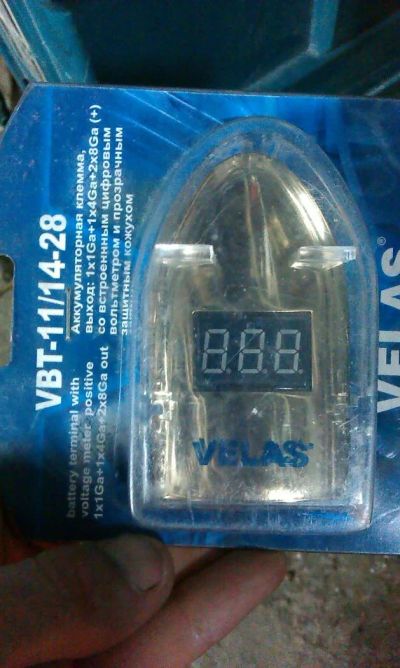 VBT-11/14-28
Аккумуляторная клемма,
выход: 1x1Ga+1x4Ga+2x8Ga (+)
со встроенным цифровым
вольтметром и прозрачным
защитным кожухом
battery terminal with
voltage meter positive
1x1Ga+1x4Ga+2x8Ga out
888
VELAS®
VELAS®